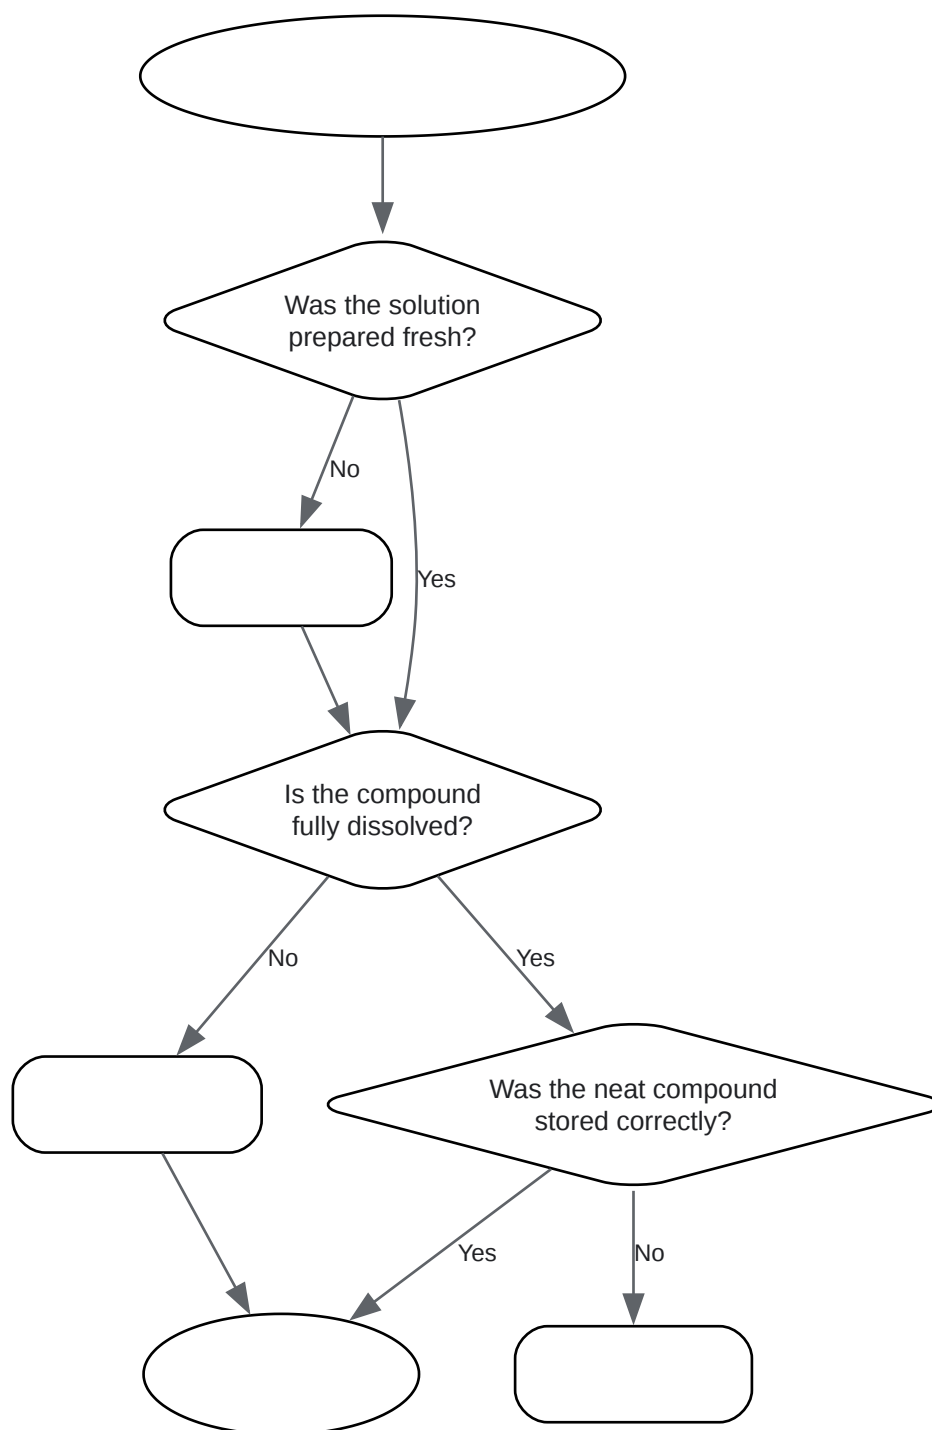 Was the solution
prepared fresh?
No
Yes
Is the compound
fully dissolved?
No
Yes
Was the neat compound
stored correctly?
Yes
No